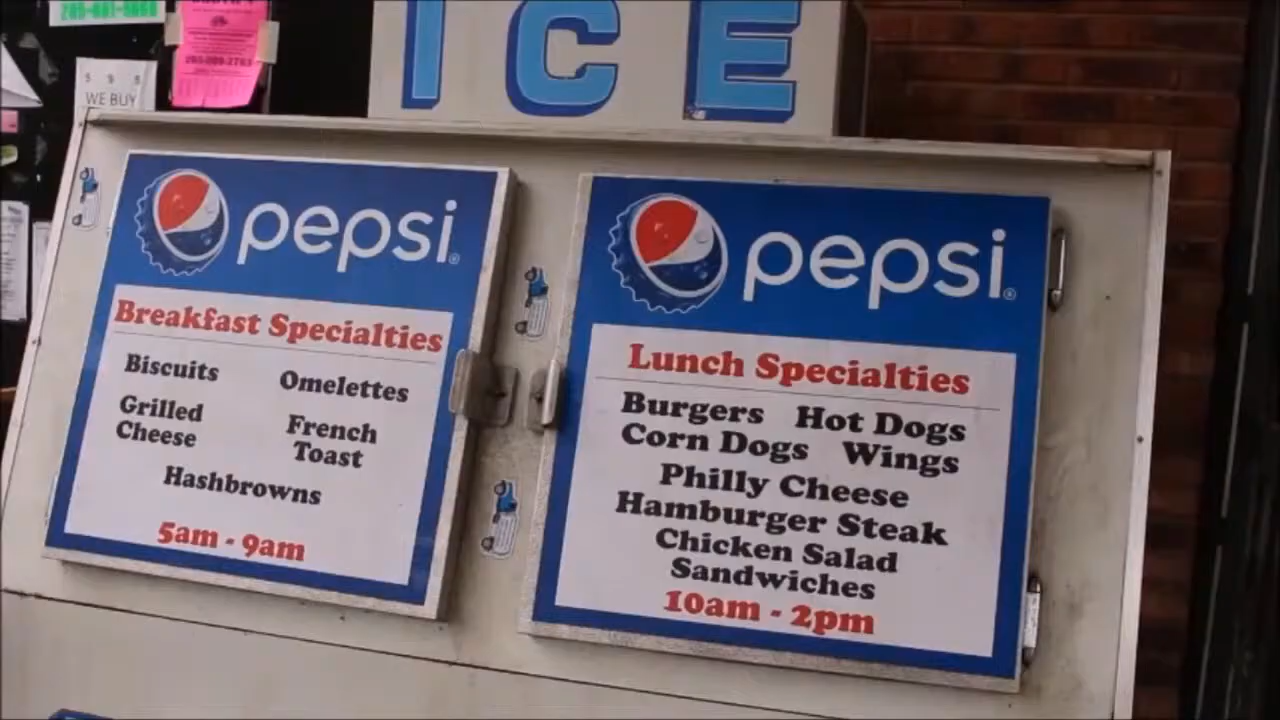 WE BUY
ICE
pepsi
Breakfast Specialties
Biscuits
Omelettes
Grilled
Cheese
French
Toast
Hashbrowns
5am - 9am
pepsi
Lunch Specialties
Burgers Hot Dogs
Corn Dogs Wings
Philly Cheese
Hamburger Steak
Chicken Salad
Sandwiches
10am - 2pm